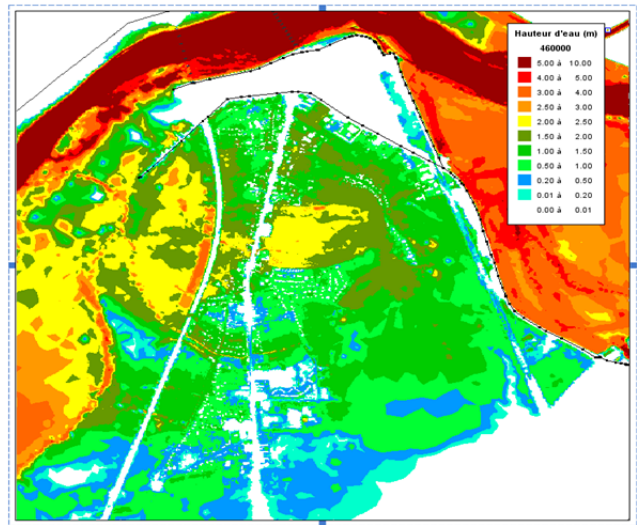 Hauteur d'eau (m)
460000
5.00 à 10.00
4.00 à 5.00
3.00 à 4.00
2.50 à 3.00
2.00 à 2.50
1.50 à 2.00
1.00 à 1.50
0.50 à 1.00
0.20 à 0.50
0.01 à 0.20
0.00 à 0.01